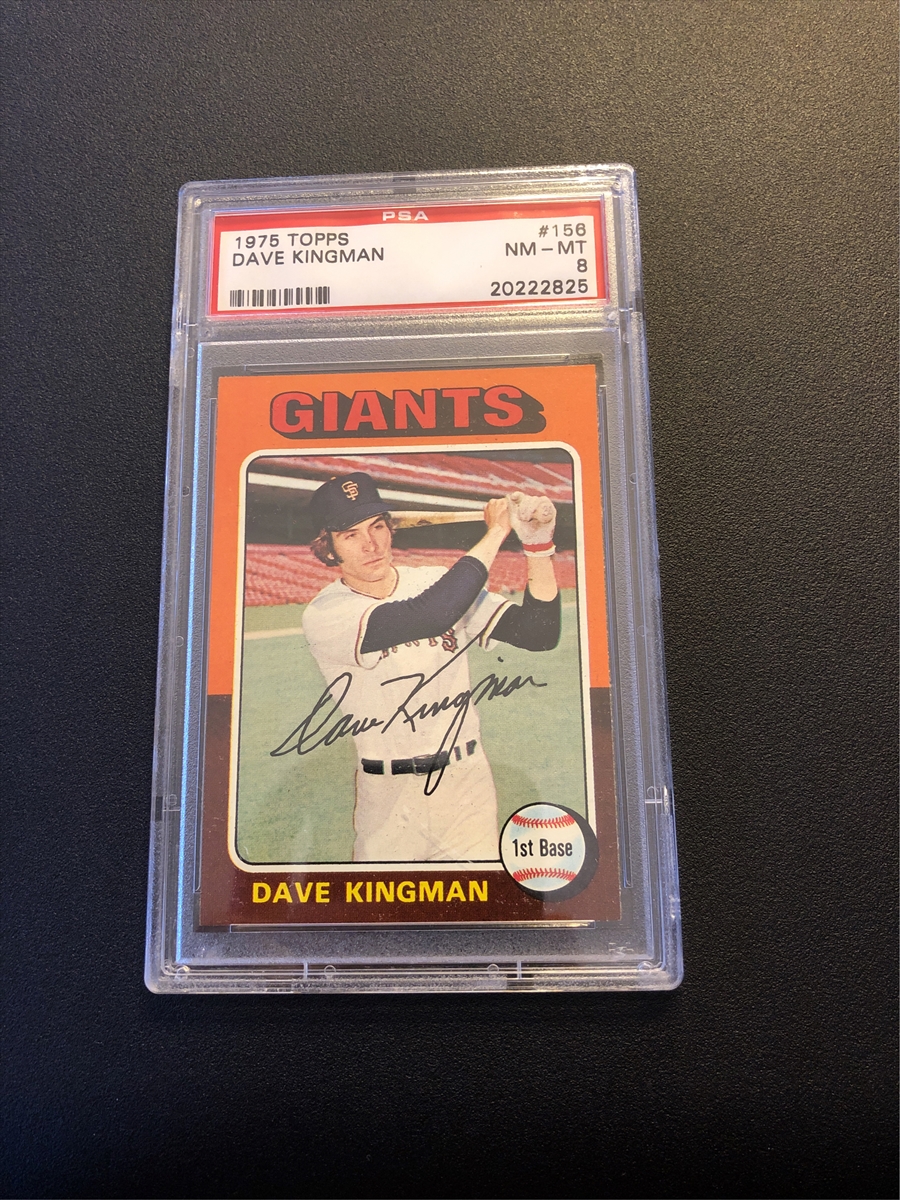 PSA
1975 TOPPS #156
DAVE KINGMAN NM-MT
8
20222825
GIANTS
SF
Dave Kingman
1st Base
DAVE KINGMAN